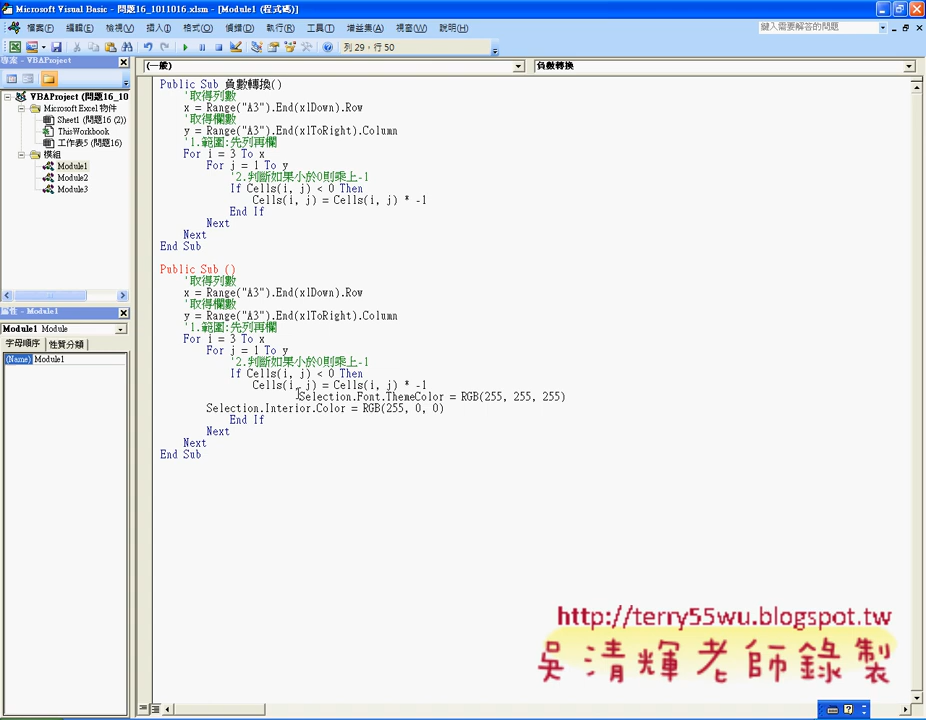 Microsoft Visual Basic - 問題16_1011016.xlsm - [Module1 (程式碼)]
檔案(F) 編輯(E) 檢視(V) 插入(I) 格式(O) 偵錯(D) 執行(R) 工具(T) 增益集(A) 視窗(W) 說明(H) 鍵入需要解答的問題
列 29，行 50
專案 - VBAProject
(一般) 負數轉換
VBAProject (問題16_10
Microsoft Excel 物件
Sheet1 (問題16 (2))
ThisWorkbook
工作表5 (問題16)
模組
Module1
Module2
Module3
屬性 - Module1
Module1 Module
字母順序 性質分類
(Name) Module1
Public Sub 負數轉換()
'取得列數
x = Range("A3").End(xlDown).Row
'取得欄數
y = Range("A3").End(xlToRight).Column
'1.範圍:先列再欄
For i = 3 To x
For j = 1 To y
'2.判斷如果小於0則乘上-1
If Cells(i, j) < 0 Then
Cells(i, j) = Cells(i, j) * -1
End If
Next
Next
End Sub
Public Sub ()
'取得列數
x = Range("A3").End(xlDown).Row
'取得欄數
y = Range("A3").End(xlToRight).Column
'1.範圍:先列再欄
For i = 3 To x
For j = 1 To y
'2.判斷如果小於0則乘上-1
If Cells(i, j) < 0 Then
Cells(i, j) = Cells(i, j) * -1
Selection.Font.ThemeColor = RGB(255, 255, 255)
Selection.Interior.Color = RGB(255, 0, 0)
End If
Next
Next
End Sub
http://terry55wu.blogspot.tw
吳清輝老師錄製